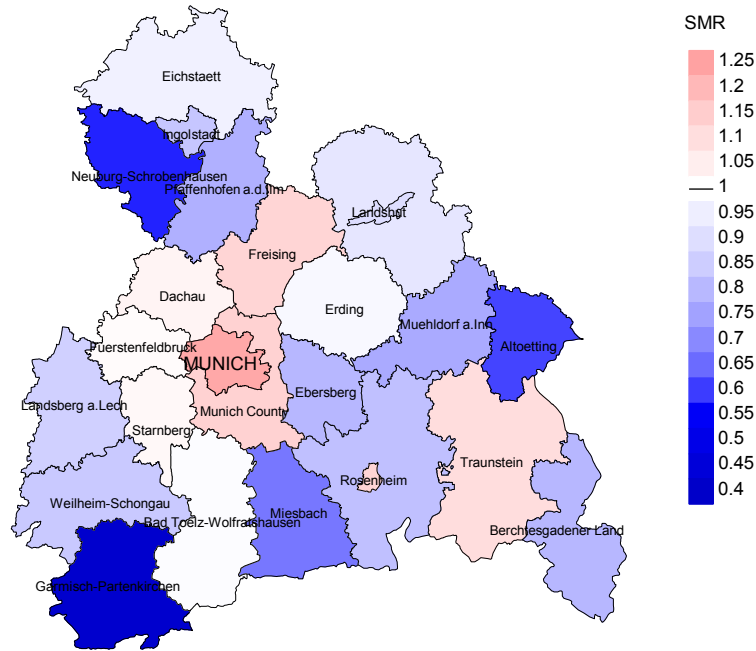 SMR
1.25
1.2
1.15
1.1
1.05
1
0.95
0.9
0.85
0.8
0.75
0.7
0.65
0.6
0.55
0.5
0.45
0.4
Eichstaett
Ingolstadt
Neuburg-Schrobenhausen
Pfaffenhofen a.d.Ilm
Landshut
Freising
Dachau
Erding
Muehldorf a.Inn
Altoetting
Fuerstenfeldbruck
MUNICH
Ebersberg
Landsberg a.Lech
Munich County
Starnberg
Traunstein
Rosenheim
Weilheim-Schongau
Miesbach
Bad Toelz-Wolfratshausen
Berchtesgadener Land
Garmisch-Partenkirchen